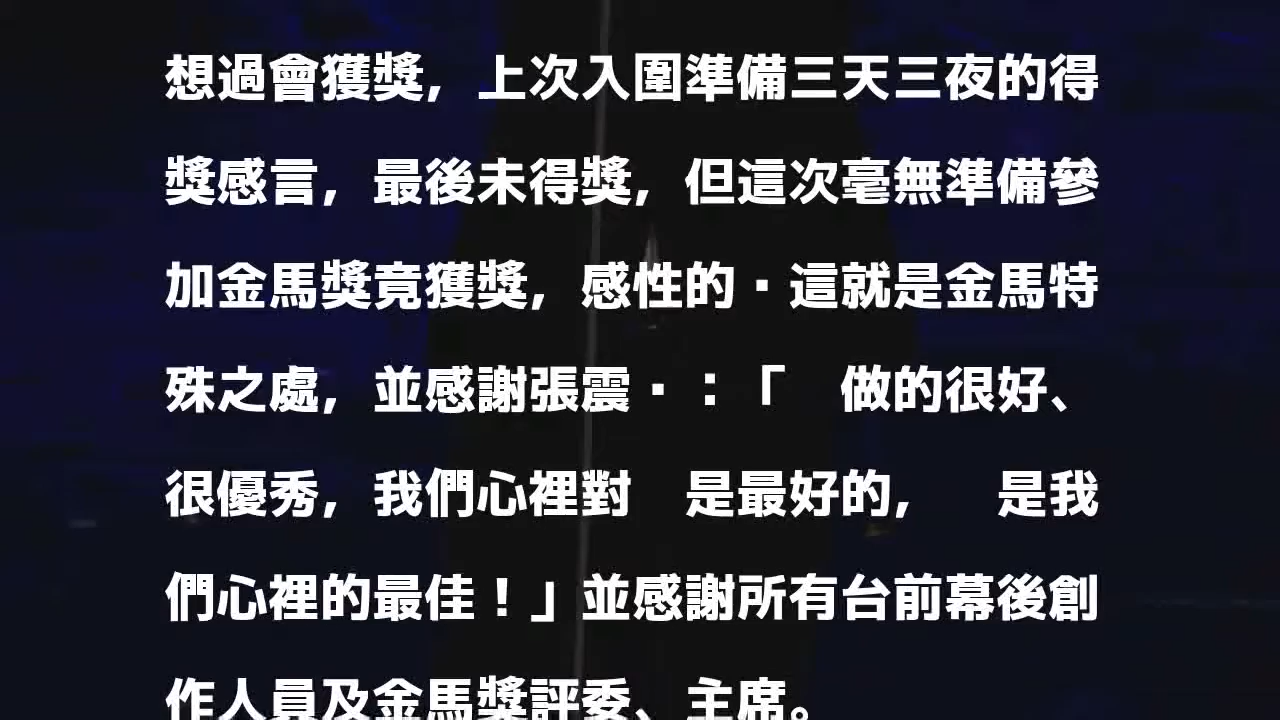 想過會獲獎，上次入圍準備三天三夜的得
獎感言，最後未得獎，但這次毫無準備參
加金馬獎竟獲獎，感性的▪這就是金馬特
殊之處，並感謝張震▪：「　做的很好、
很優秀，我們心裡對　是最好的，　是我
們心裡的最佳！」並感謝所有台前幕後創
作人員及金馬獎評委、主席。